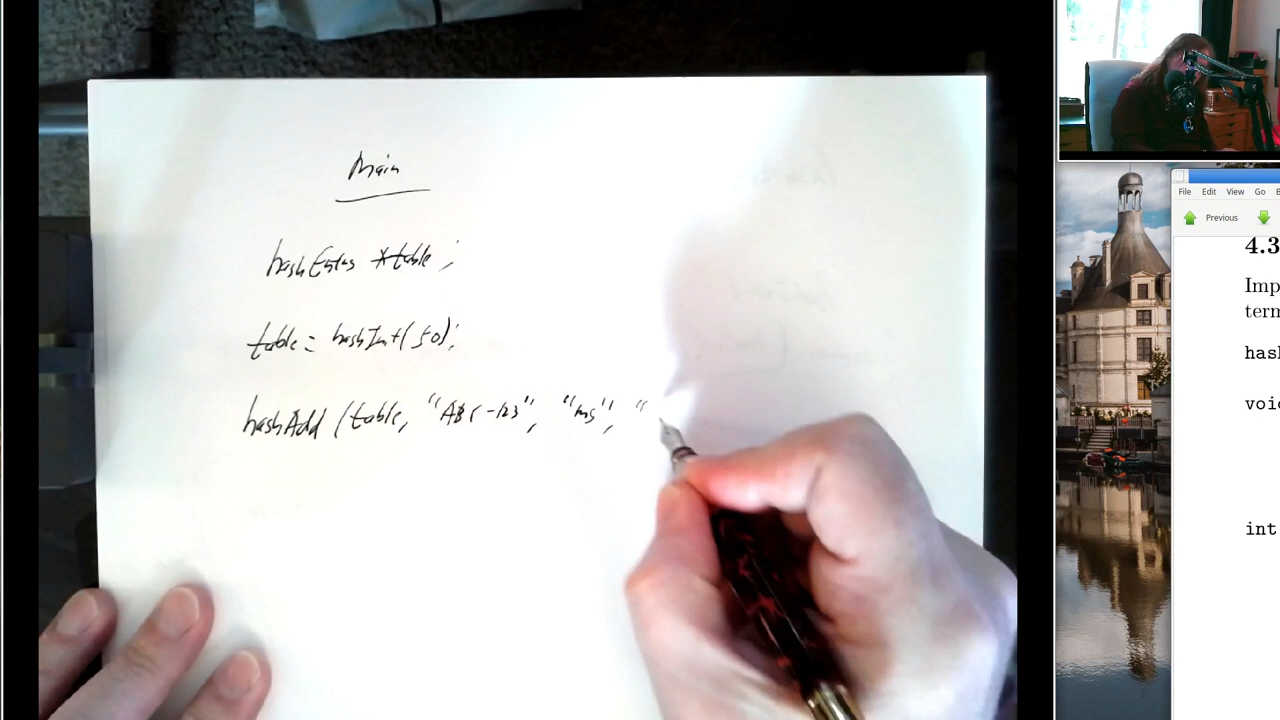 Main
hashEntry *table;
table = hashInit(50);
hashAdd (table, "ABC-123", "ms", "
File Edit View Go B
Previous
4.3
Imp
term
hasl
voic
int